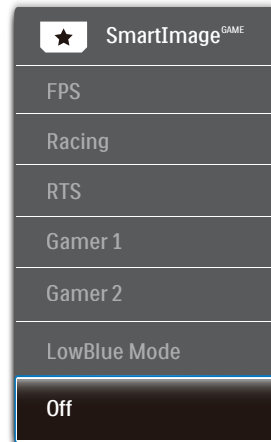 SmartImage GAME
FPS
Racing
RTS
Gamer 1
Gamer 2
LowBlue Mode
Off